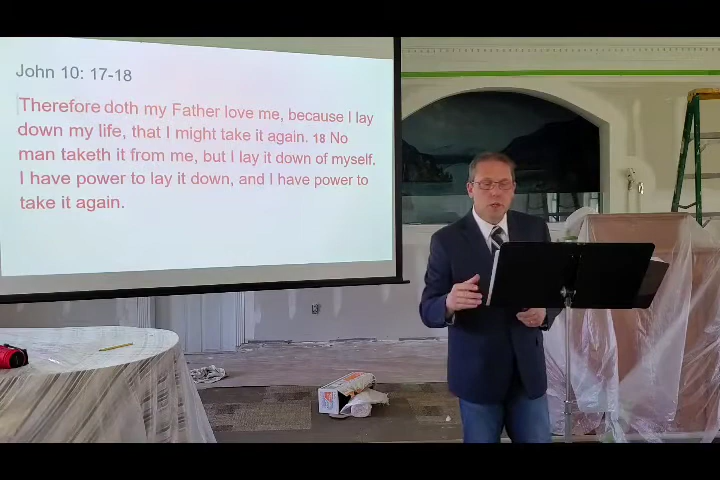 John 10: 17-18
Therefore doth my Father love me, because I lay
down my life, that I might take it again. 18 No
man taketh it from me, but I lay it down of myself.
I have power to lay it down, and I have power to
take it again.